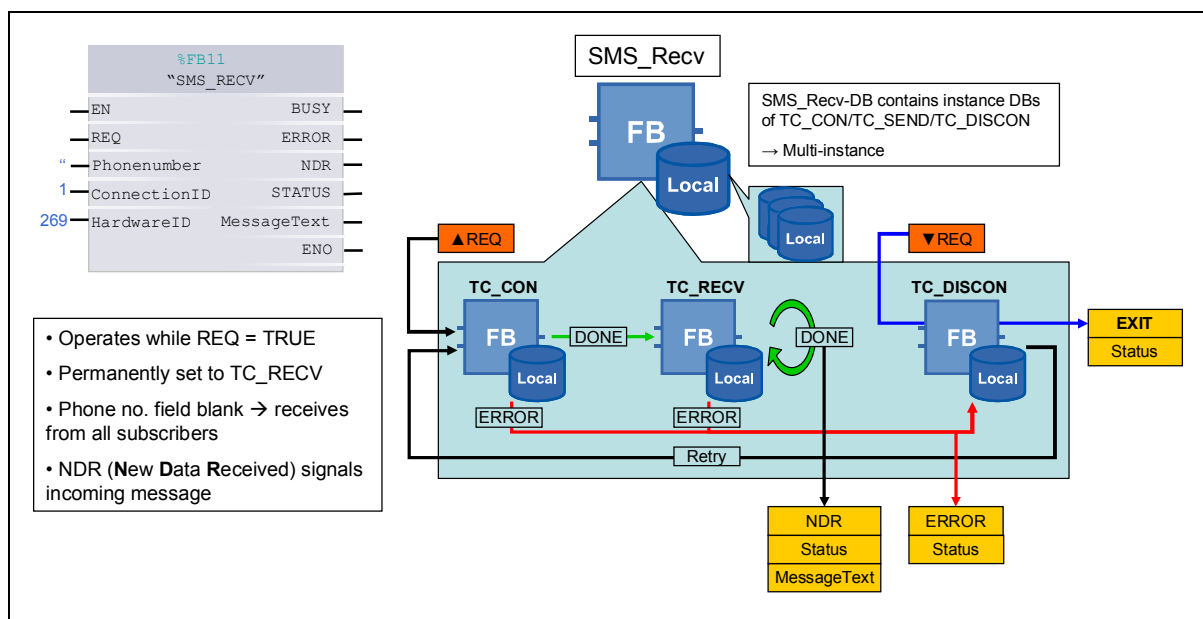 %FB11
“SMS_RECV”
EN BUSY
REQ ERROR
“ Phonenumber NDR
1 ConnectionID STATUS
269 HardwareID MessageText
ENO
• Operates while REQ = TRUE
• Permanently set to TC_RECV
• Phone no. field blank → receives
from all subscribers
• NDR (New Data Received) signals
incoming message
SMS_Recv
FB
Local
SMS_Recv-DB contains instance DBs
of TC_CON/TC_SEND/TC_DISCON
→ Multi-instance
Local
▲REQ
▼REQ
TC_CON
FB
Local
DONE
TC_RECV
FB
Local
DONE
TC_DISCON
FB
Local
ERROR
ERROR
Retry
EXIT
Status
NDR
Status
MessageText
ERROR
Status